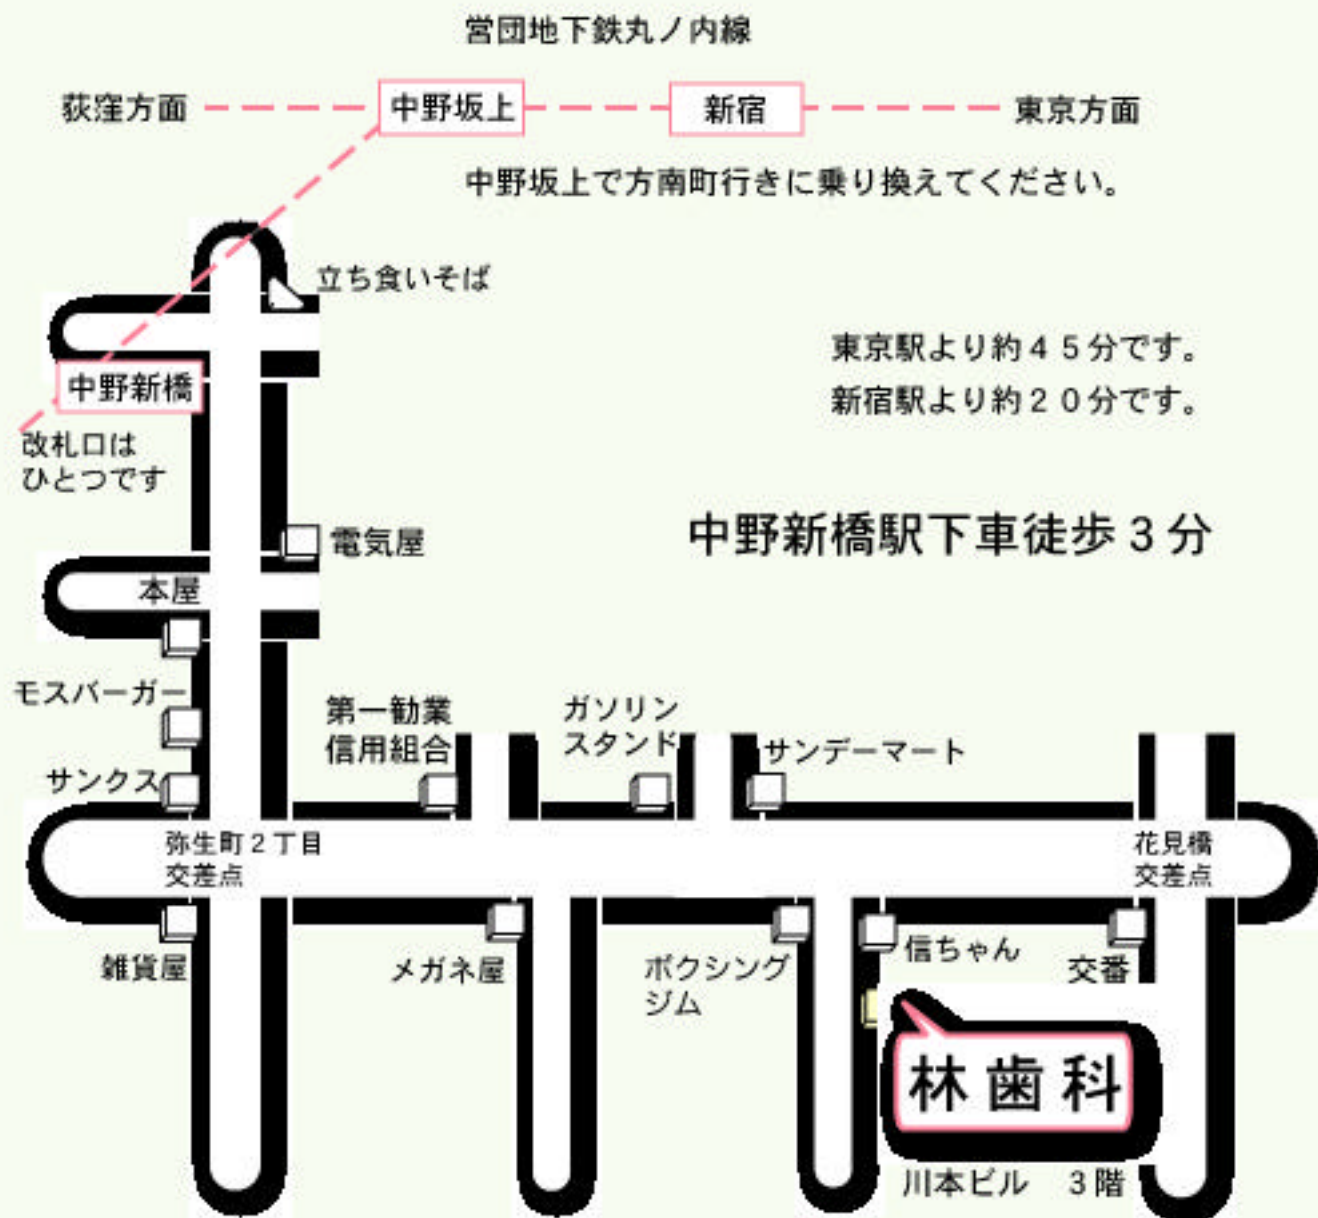 営団地下鉄丸ノ内線
荻窪方面
中野坂上
新宿
東京方面
中野坂上で方南町行きに乗り換えてください。
立ち食いそば
東京駅より約４５分です。
新宿駅より約２０分です。
中野新橋
改札口は
ひとつです
中野新橋駅下車徒歩３分
電気屋
本屋
モスバーガー
第一勧業
信用組合
ガソリン
スタンド
サンデーマート
サンクス
弥生町２丁目
交差点
花見橋
交差点
雑貨屋
メガネ屋
ボクシング
ジム
信ちゃん
交番
林歯科
川本ビル　３階